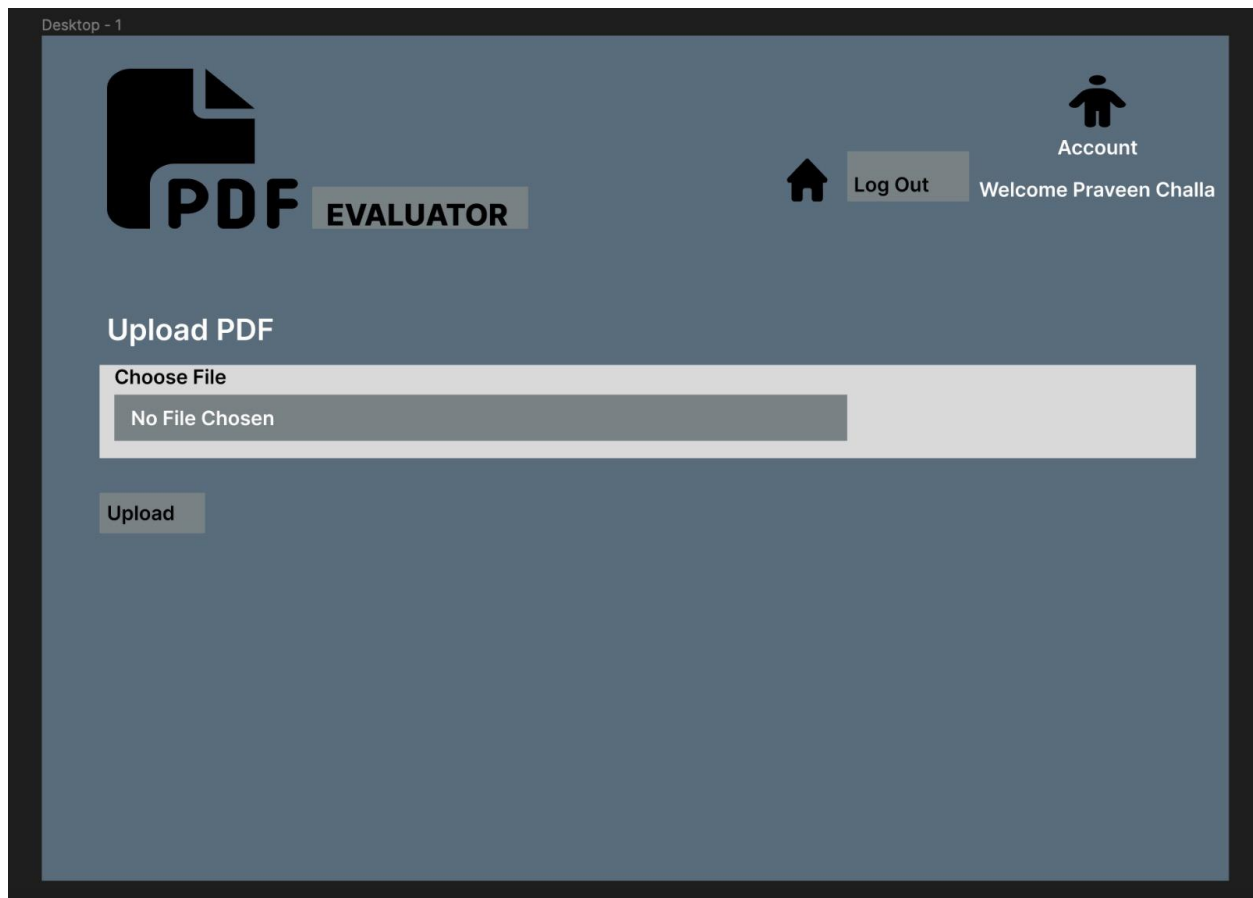 Desktop - 1
PDF EVALUATOR
Account
Log Out
Welcome Praveen Challa
Upload PDF
Choose File
No File Chosen
Upload